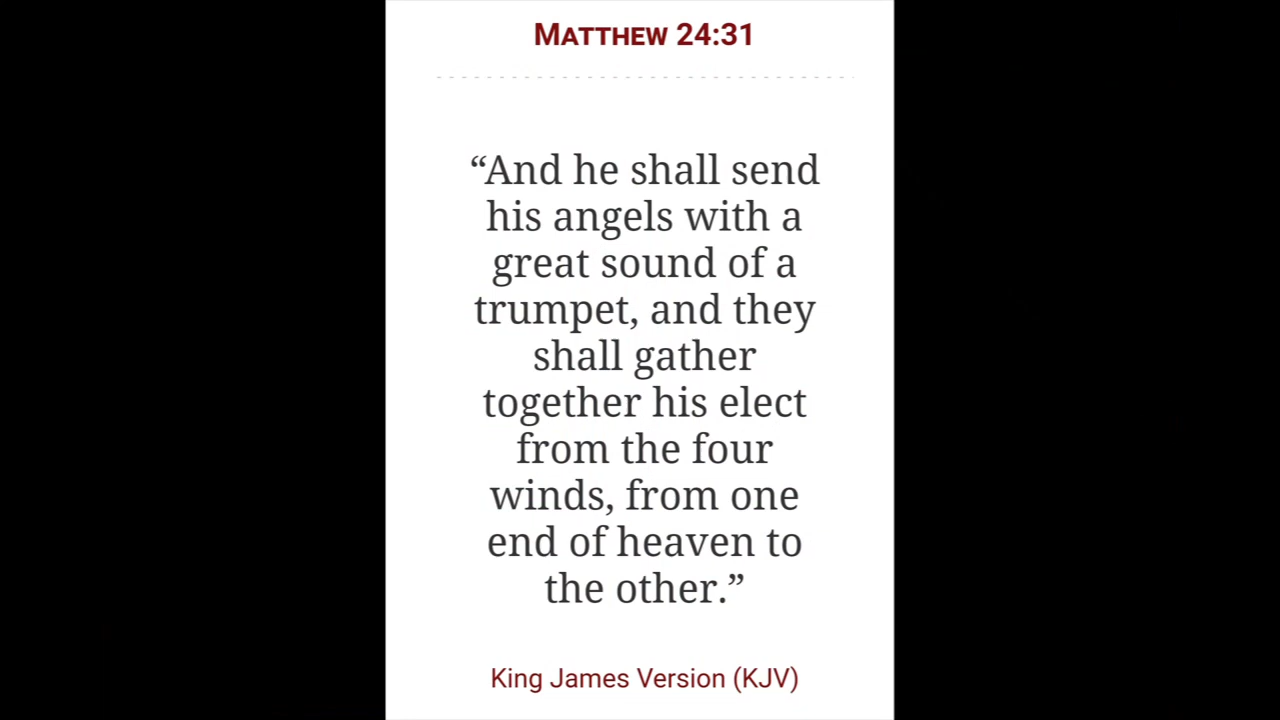 Matthew 24:31
“And he shall send
his angels with a
great sound of a
trumpet, and they
shall gather
together his elect
from the four
winds, from one
end of heaven to
the other.”
King James Version (KJV)